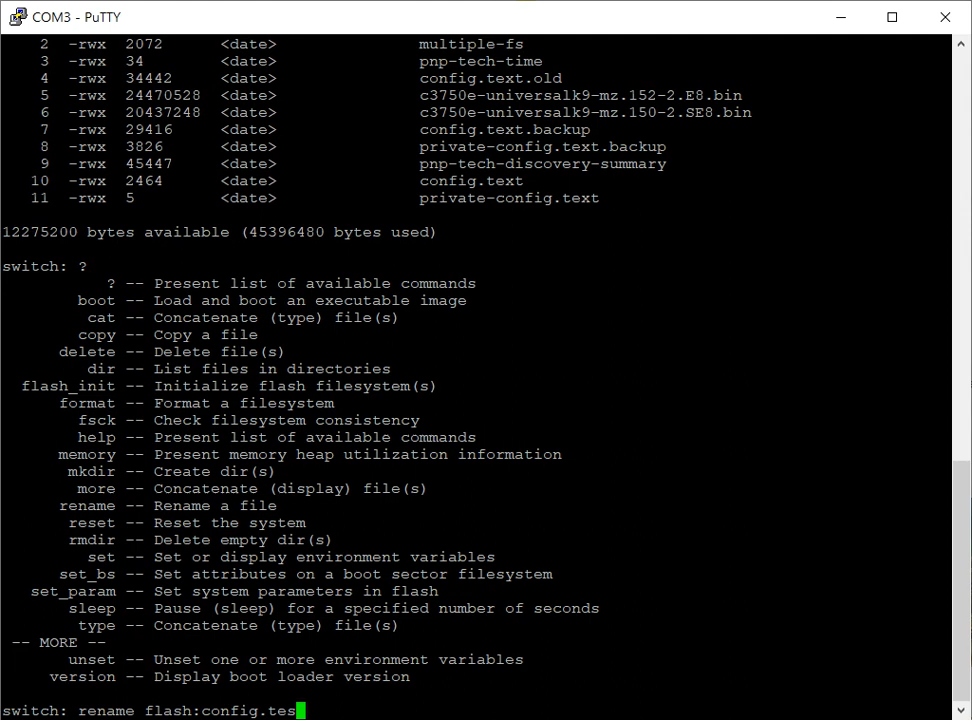 COM3 - PuTTY
2 -rwx 2072 <date> multiple-fs
3 -rwx 34 <date> pnp-tech-time
4 -rwx 34442 <date> config.text.old
5 -rwx 24470528 <date> c3750e-universalk9-mz.152-2.E8.bin
6 -rwx 20437248 <date> c3750e-universalk9-mz.150-2.SE8.bin
7 -rwx 29416 <date> config.text.backup
8 -rwx 3826 <date> private-config.text.backup
9 -rwx 45447 <date> pnp-tech-discovery-summary
10 -rwx 2464 <date> config.text
11 -rwx 5 <date> private-config.text
12275200 bytes available (45396480 bytes used)
switch: ?
? -- Present list of available commands
boot -- Load and boot an executable image
cat -- Concatenate (type) file(s)
copy -- Copy a file
delete -- Delete file(s)
dir -- List files in directories
flash_init -- Initialize flash filesystem(s)
format -- Format a filesystem
fsck -- Check filesystem consistency
help -- Present list of available commands
memory -- Present memory heap utilization information
mkdir -- Create dir(s)
more -- Concatenate (display) file(s)
rename -- Rename a file
reset -- Reset the system
rmdir -- Delete empty dir(s)
set -- Set or display environment variables
set_bs -- Set attributes on a boot sector filesystem
set_param -- Set system parameters in flash
sleep -- Pause (sleep) for a specified number of seconds
type -- Concatenate (type) file(s)
-- MORE --
unset -- Unset one or more environment variables
version -- Display boot loader version
switch: rename flash:config.tes